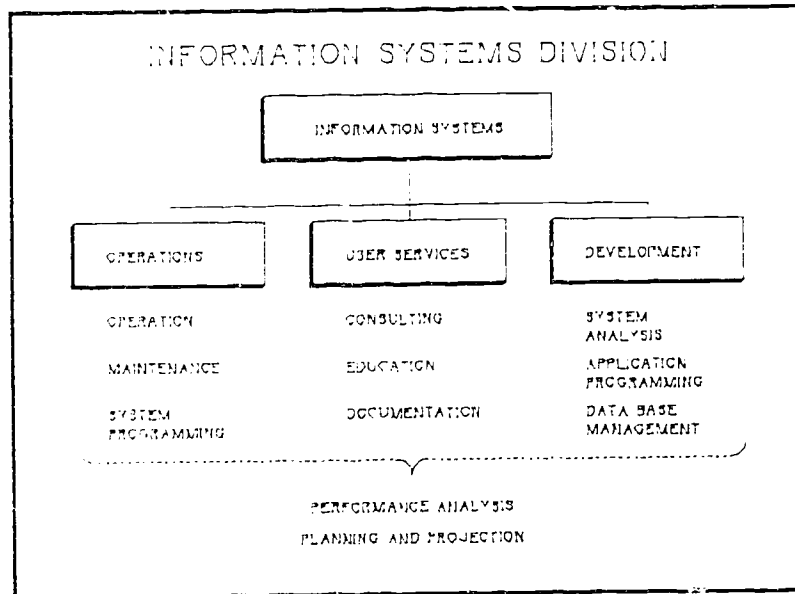 INFORMATION SYSTEMS DIVISION
INFORMATION SYSTEMS
OPERATIONS
USER SERVICES
DEVELOPMENT
OPERATION
CONSULTING
SYSTEM
ANALYSIS
MAINTENANCE
EDUCATION
APPLICATION
PROGRAMMING
SYSTEM
PROGRAMMING
DOCUMENTATION
DATA BASE
MANAGEMENT
PERFORMANCE ANALYSIS
PLANNING AND PROJECTION